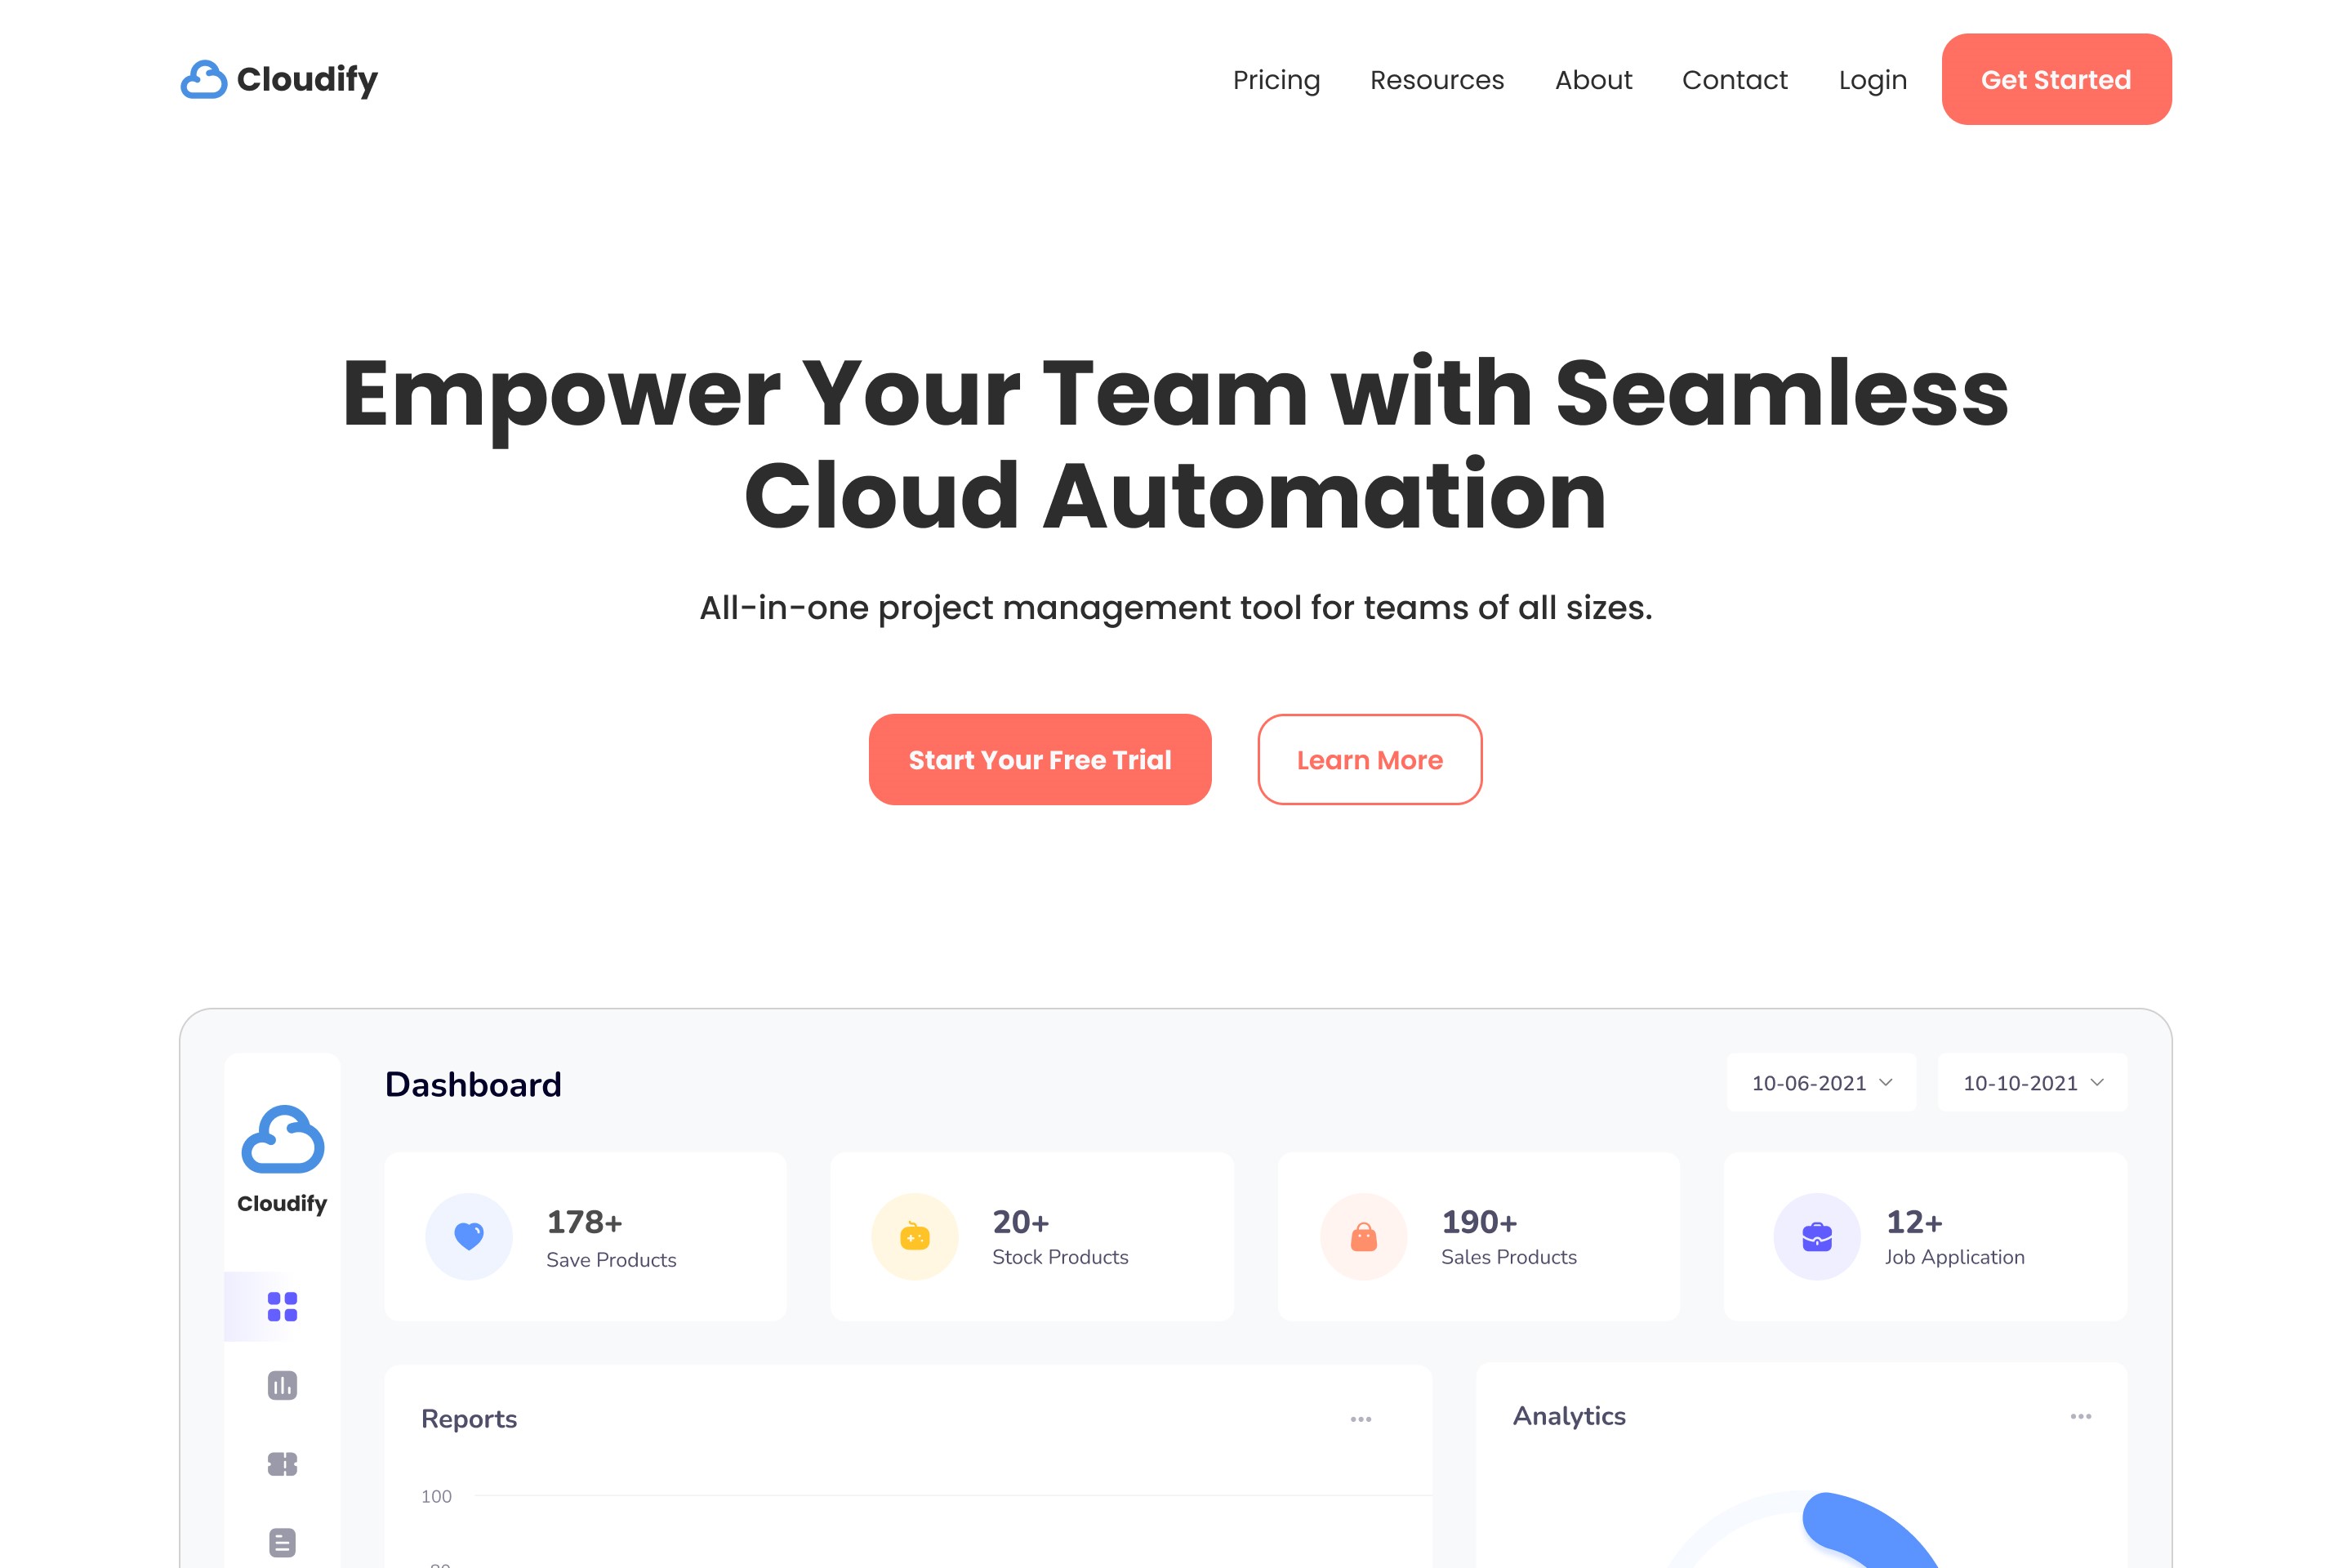 Cloudify
Pricing
Resources
About
Contact
Login
Get Started
Empower Your Team with Seamless
Cloud Automation
All-in-one project management tool for teams of all sizes.
Start Your Free Trial
Learn More
Cloudify
Dashboard
10-06-2021
10-10-2021
178+
Save Products
20+
Stock Products
190+
Sales Products
12+
Job Application
Reports
100
Analytics